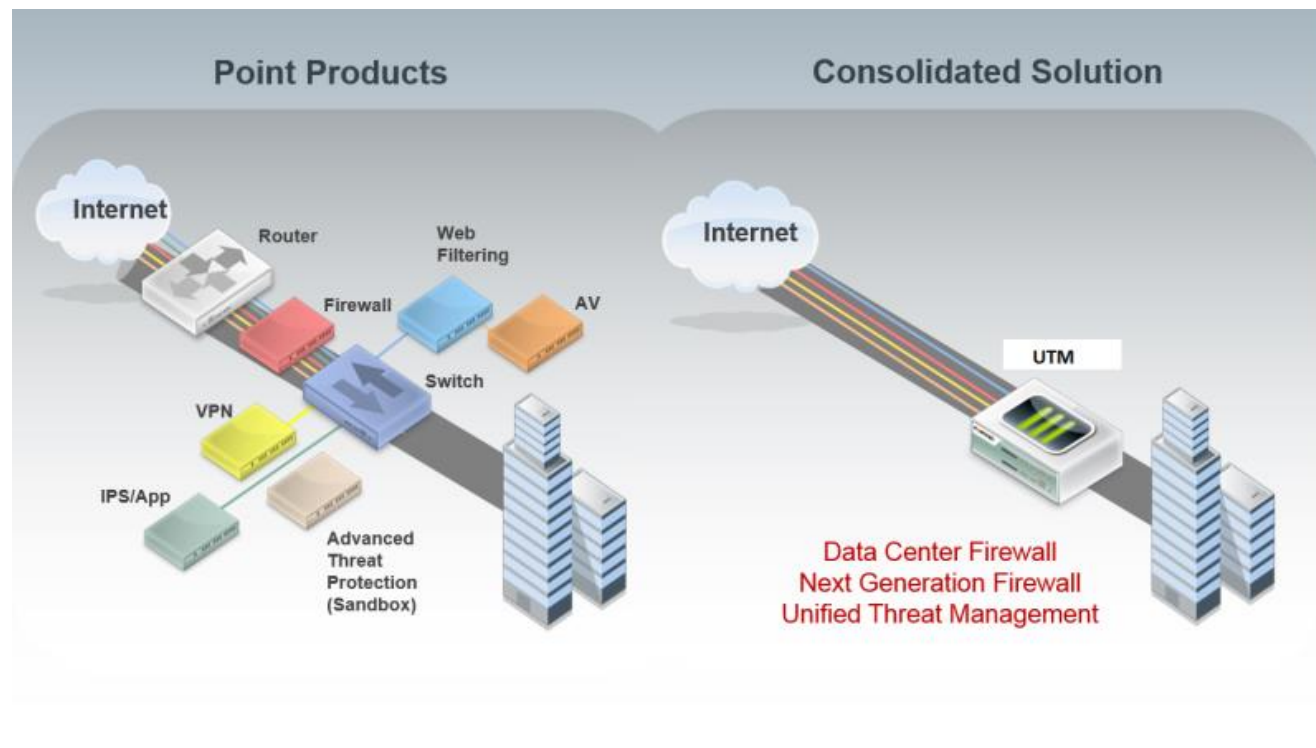 Point Products
Consolidated Solution
Internet
Router
Web
Filtering
Firewall
AV
Switch
VPN
IPS/App
Advanced
Threat
Protection
(Sandbox)
Internet
UTM
Data Center Firewall
Next Generation Firewall
Unified Threat Management